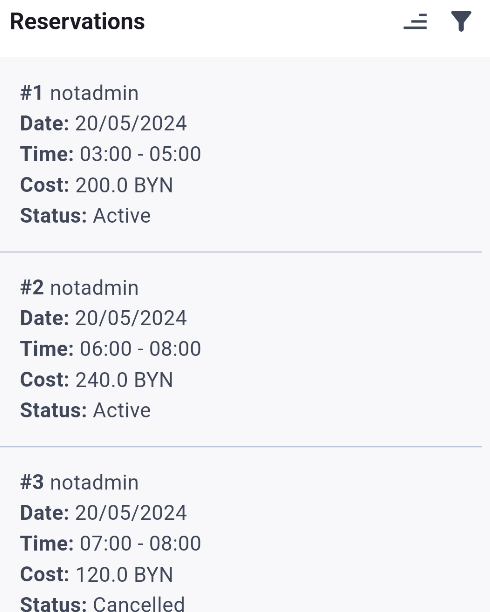 Reservations
#1 notadmin
Date: 20/05/2024
Time: 03:00 - 05:00
Cost: 200.0 BYN
Status: Active
#2 notadmin
Date: 20/05/2024
Time: 06:00 - 08:00
Cost: 240.0 BYN
Status: Active
#3 notadmin
Date: 20/05/2024
Time: 07:00 - 08:00
Cost: 120.0 BYN
Status: Cancelled